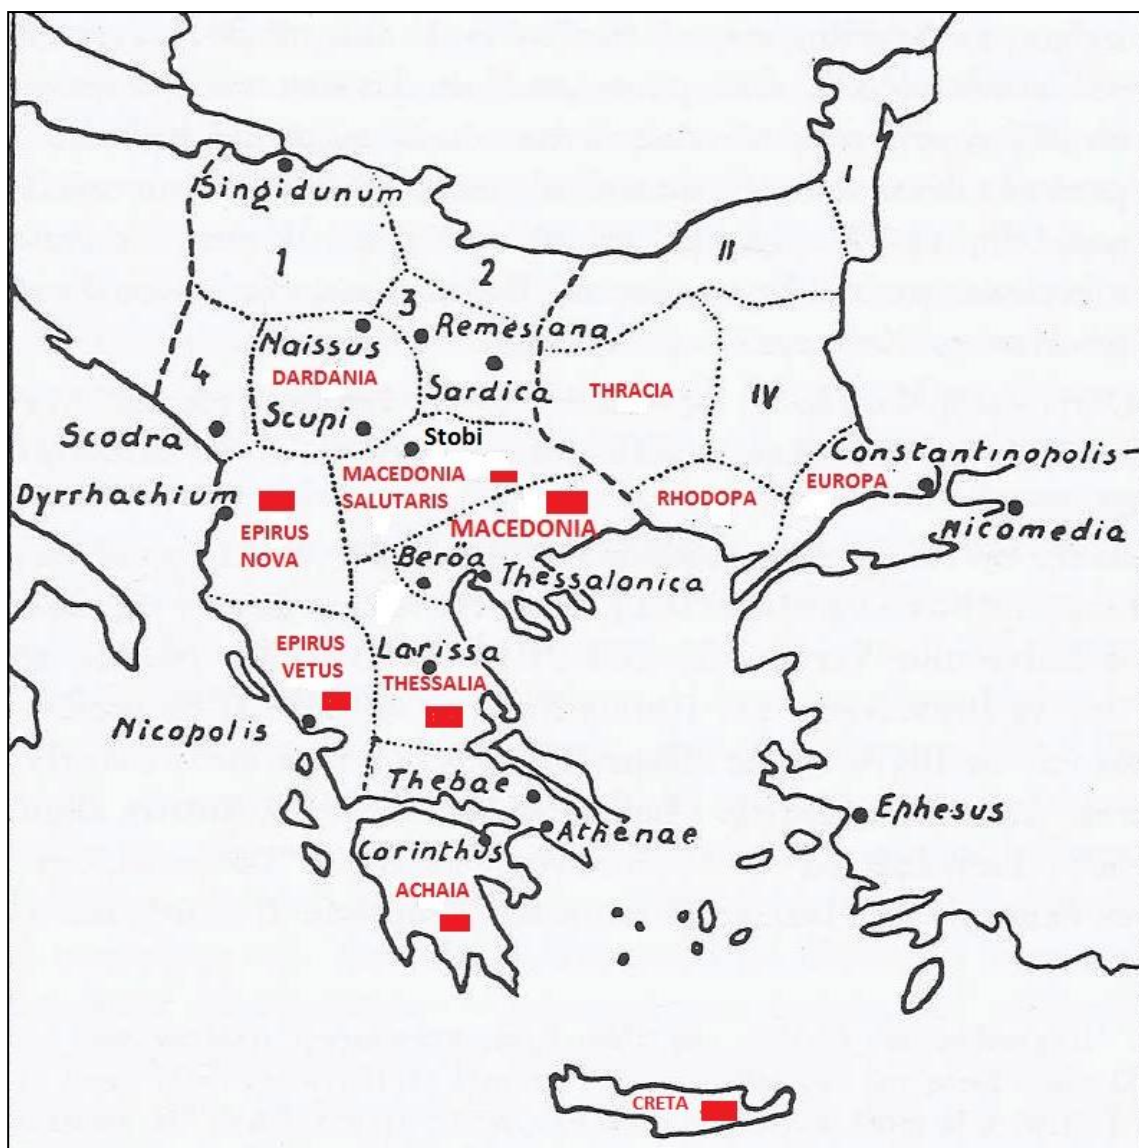 Singidunum
I
II
1
2
3
Remesiana
Naissus
DARDANIA
4
Sardica
THRACIA
IV
Scupi
Scodra
Stobi
Constantinopolis
MACEDONIA
SALUTARIS
EUROPA
RHODOPA
Dyrrhachium
EPIRUS
NOVA
MACEDONIA
Nicomedia
Beröa
Thessalonica
EPIRUS
VETUS
Larissa
THESSALIA
Nicopolis
Thebae
Ephesus
Athenae
Corinthus
ACHAIA
CRETA